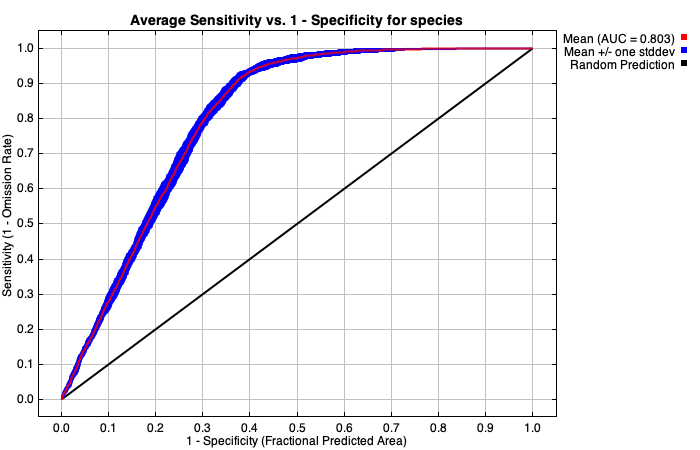 Average Sensitivity vs. 1 - Specificity for species
Mean (AUC = 0.803)
Mean +/- one stddev
Random Prediction
Sensitivity (1 - Omission Rate)
1.0
0.9
0.8
0.7
0.6
0.5
0.4
0.3
0.2
0.1
0.0
0.0 0.1 0.2 0.3 0.4 0.5 0.6 0.7 0.8 0.9 1.0
1 - Specificity (Fractional Predicted Area)